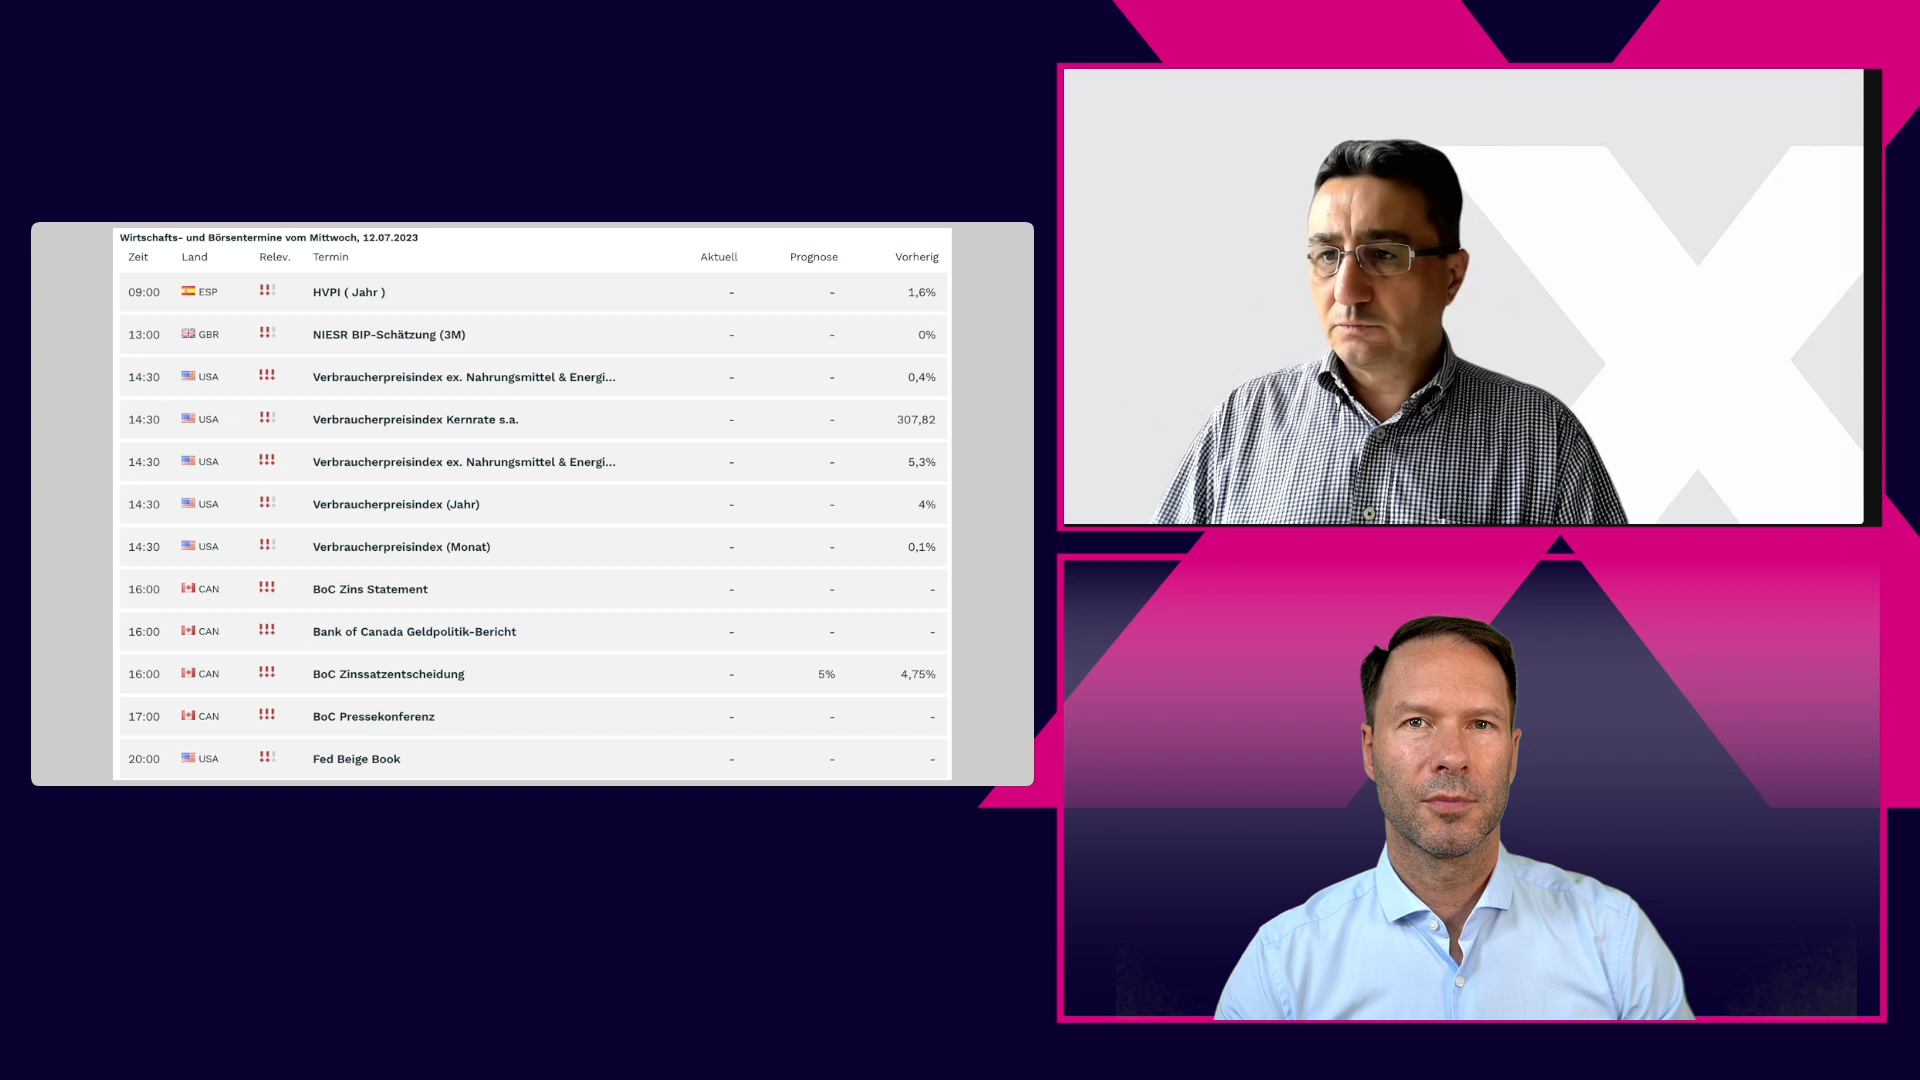 Wirtschafts- und Börsentermine vom Mittwoch, 12.07.2023
Zeit Land Relev. Termin Aktuell Prognose Vorherig
09:00 ESP HVPI ( Jahr ) - - 1,6%
13:00 GBR NIESR BIP-Schätzung (3M) - - 0%
14:30 USA Verbraucherpreisindex ex. Nahrungsmittel & Energi... - - 0,4%
14:30 USA Verbraucherpreisindex Kernrate s.a. - - 307,82
14:30 USA Verbraucherpreisindex ex. Nahrungsmittel & Energi... - - 5,3%
14:30 USA Verbraucherpreisindex (Jahr) - - 4%
14:30 USA Verbraucherpreisindex (Monat) - - 0,1%
16:00 CAN BoC Zins Statement - - -
16:00 CAN Bank of Canada Geldpolitik-Bericht - - -
16:00 CAN BoC Zinssatzentscheidung - 5% 4,75%
17:00 CAN BoC Pressekonferenz - - -
20:00 USA Fed Beige Book - - -